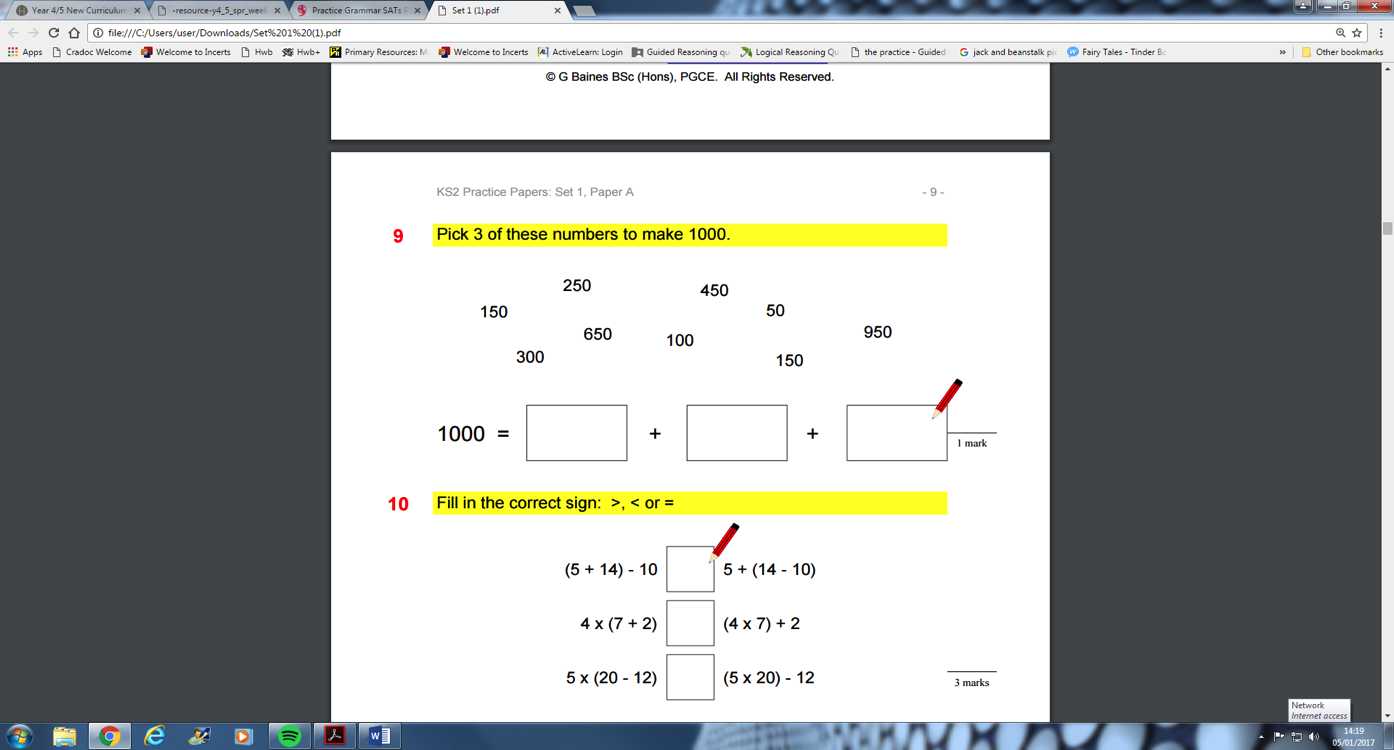 Year 4/5 New Curriculum
-resource-y4_5_spr_week
Practice Grammar SATs P
Set 1 (1).pdf
file:///C:/Users/user/Downloads/Set%201%20(1).pdf
Apps
Cradoc Welcome
Welcome to Incerts
Hwb
Hwb+
Primary Resources: M
Welcome to Incerts
ActiveLearn: Login
Guided Reasoning qu
Logical Reasoning Qu
the practice - Guided
jack and beanstalk pic
Fairy Tales - Tinder Bo
»
Other bookmarks
© G Baines BSc (Hons), PGCE. All Rights Reserved.
KS2 Practice Papers: Set 1, Paper A
- 9 -
9 Pick 3 of these numbers to make 1000.
250
450
150
50
650
100
950
300
150
1000 = + +
1 mark
10 Fill in the correct sign: >, < or =
(5 + 14) - 10 5 + (14 - 10)
4 x (7 + 2) (4 x 7) + 2
5 x (20 - 12) (5 x 20) - 12
3 marks
Network
Internet access
14:19
05/01/2017